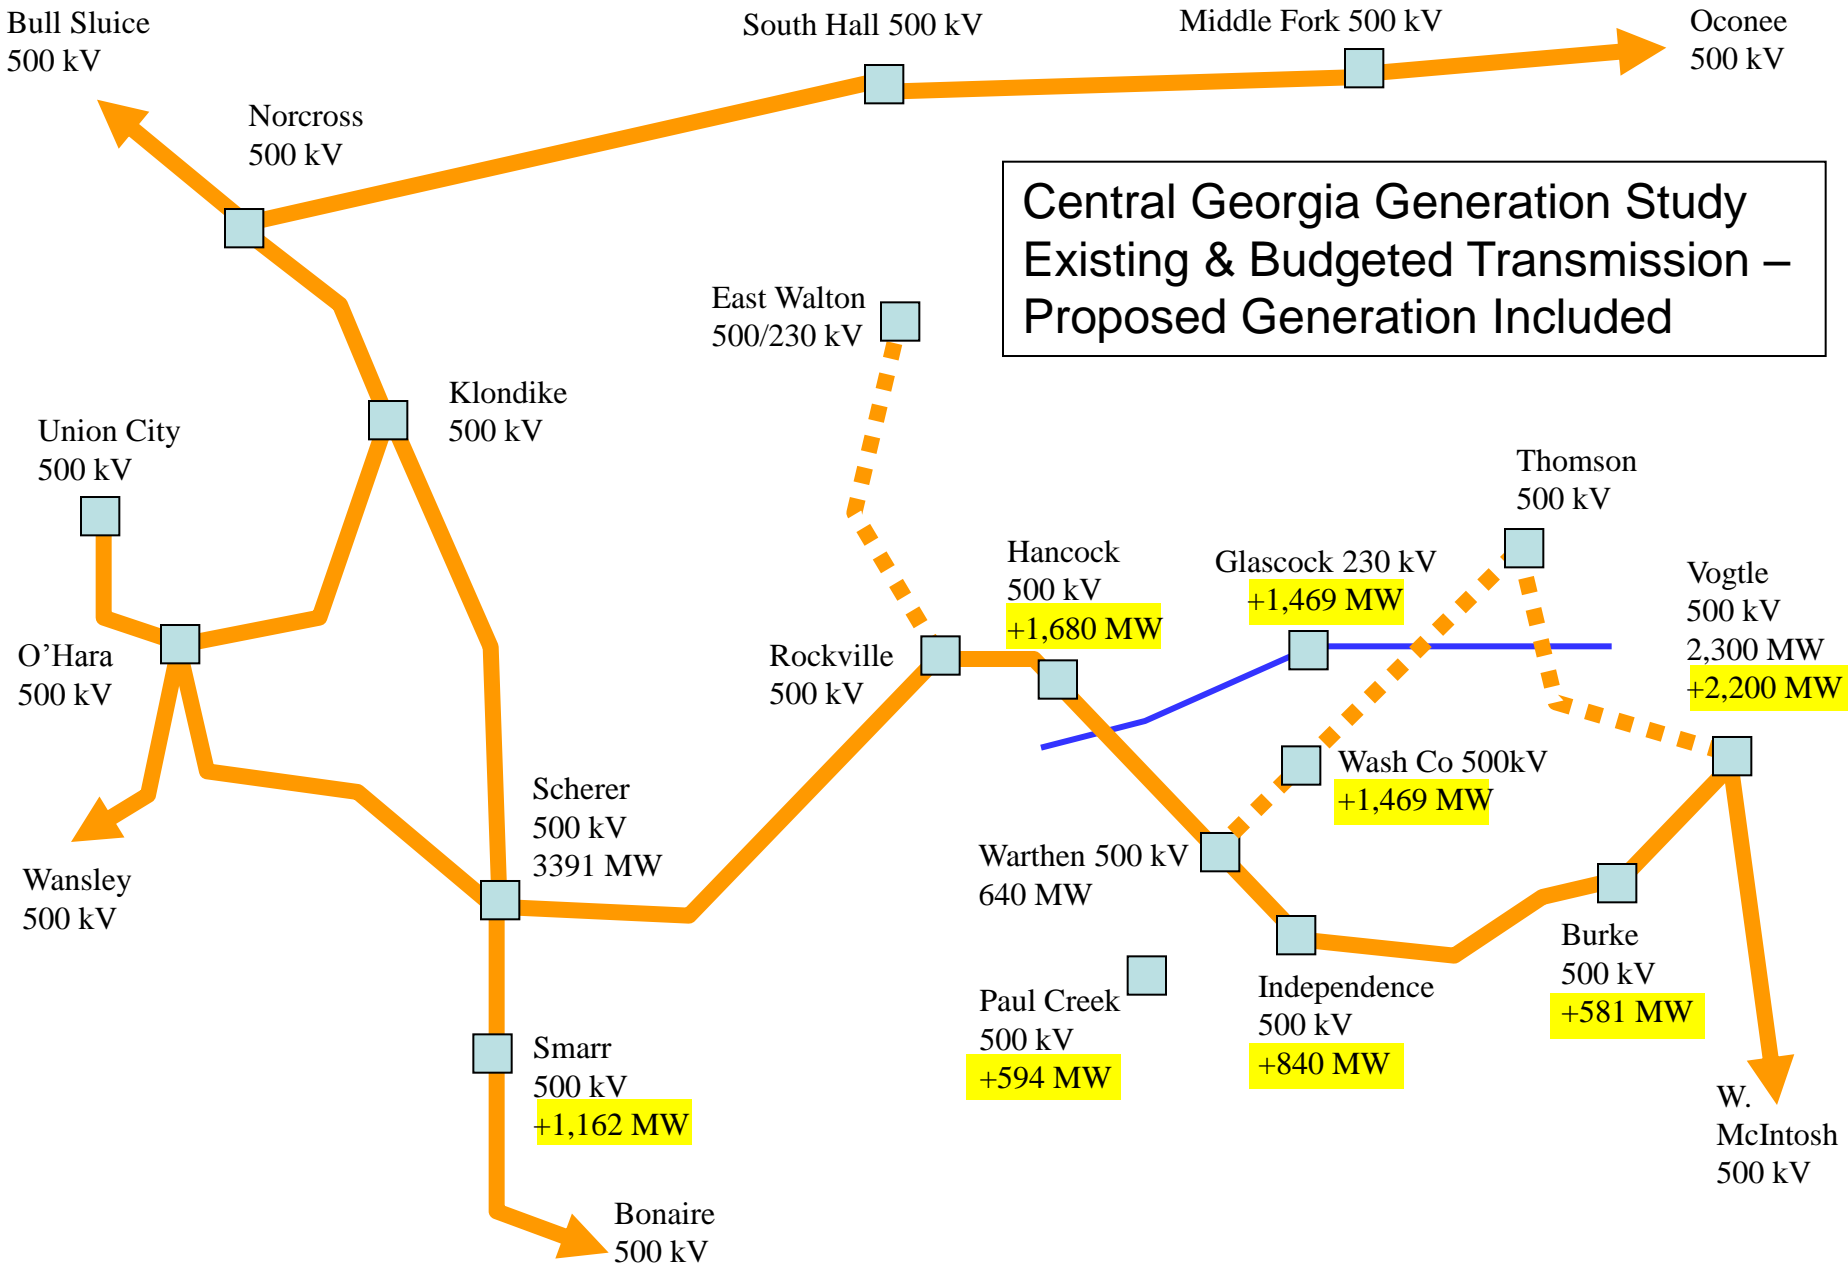 Bull Sluice
500 kV
South Hall 500 kV
Middle Fork 500 kV
Oconee
500 kV
Norcross
500 kV
Central Georgia Generation Study
Existing & Budgeted Transmission –
Proposed Generation Included
East Walton
500/230 kV
Klondike
500 kV
Union City
500 kV
Thomson
500 kV
Hancock
500 kV
+1,680 MW
Glascock 230 kV
+1,469 MW
Vogtle
500 kV
2,300 MW
+2,200 MW
O’Hara
500 kV
Rockville
500 kV
Wash Co 500kV
+1,469 MW
Scherer
500 kV
3391 MW
Warthen 500 kV
640 MW
Wansley
500 kV
Burke
500 kV
+581 MW
Paul Creek
500 kV
+594 MW
Independence
500 kV
+840 MW
Smarr
500 kV
+1,162 MW
W.
McIntosh
500 kV
Bonaire
500 kV